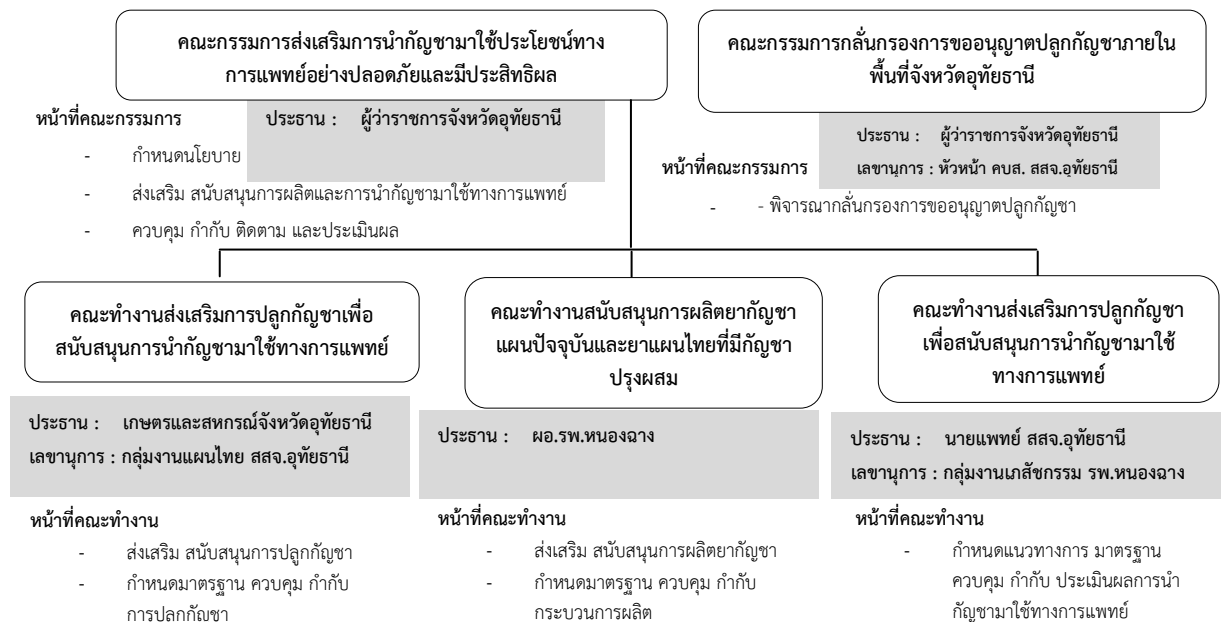 คณะกรรมการส่งเสริมการนำกัญชามาใช้ประโยชน์ทาง
การแพทย์อย่างปลอดภัยและมีประสิทธิผล
หน้าที่คณะกรรมการ
ประธาน : ผู้ว่าราชการจังหวัดอุทัยธานี
- กำหนดนโยบาย
- ส่งเสริม สนับสนุนการผลิตและการนำกัญชามาใช้ทางการแพทย์
- ควบคุม กำกับ ติดตาม และประเมินผล
คณะกรรมการกลั่นกรองการขออนุญาตปลูกกัญชาภายใน
พื้นที่จังหวัดอุทัยธานี
ประธาน : ผู้ว่าราชการจังหวัดอุทัยธานี
เลขานุการ : หัวหน้า คบส. สสจ.อุทัยธานี
หน้าที่คณะกรรมการ
- - พิจารณากลั่นกรองการขออนุญาตปลูกกัญชา
คณะทำงานส่งเสริมการปลูกกัญชาเพื่อ
สนับสนุนการนำกัญชามาใช้ทางการแพทย์
ประธาน : เกษตรและสหกรณ์จังหวัดอุทัยธานี
เลขานุการ : กลุ่มงานแผนไทย สสจ.อุทัยธานี
หน้าที่คณะทำงาน
- ส่งเสริม สนับสนุนการปลูกกัญชา
- กำหนดมาตรฐาน ควบคุม กำกับ
การปลูกกัญชา
คณะทำงานสนับสนุนการผลิตยากัญชา
แผนปัจจุบันและยาแผนไทยที่มีกัญชา
ปรุงผสม
ประธาน : ผอ.รพ.หนองฉาง
หน้าที่คณะทำงาน
- ส่งเสริม สนับสนุนการผลิตยากัญชา
- กำหนดมาตรฐาน ควบคุม กำกับ
กระบวนการผลิต
คณะทำงานส่งเสริมการปลูกกัญชา
เพื่อสนับสนุนการนำกัญชามาใช้
ทางการแพทย์
ประธาน : นายแพทย์ สสจ.อุทัยธานี
เลขานุการ : กลุ่มงานเภสัชกรรม รพ.หนองฉาง
หน้าที่คณะทำงาน
- กำหนดแนวทางการ มาตรฐาน
ควบคุม กำกับ ประเมินผลการนำ
กัญชามาใช้ทางการแพทย์